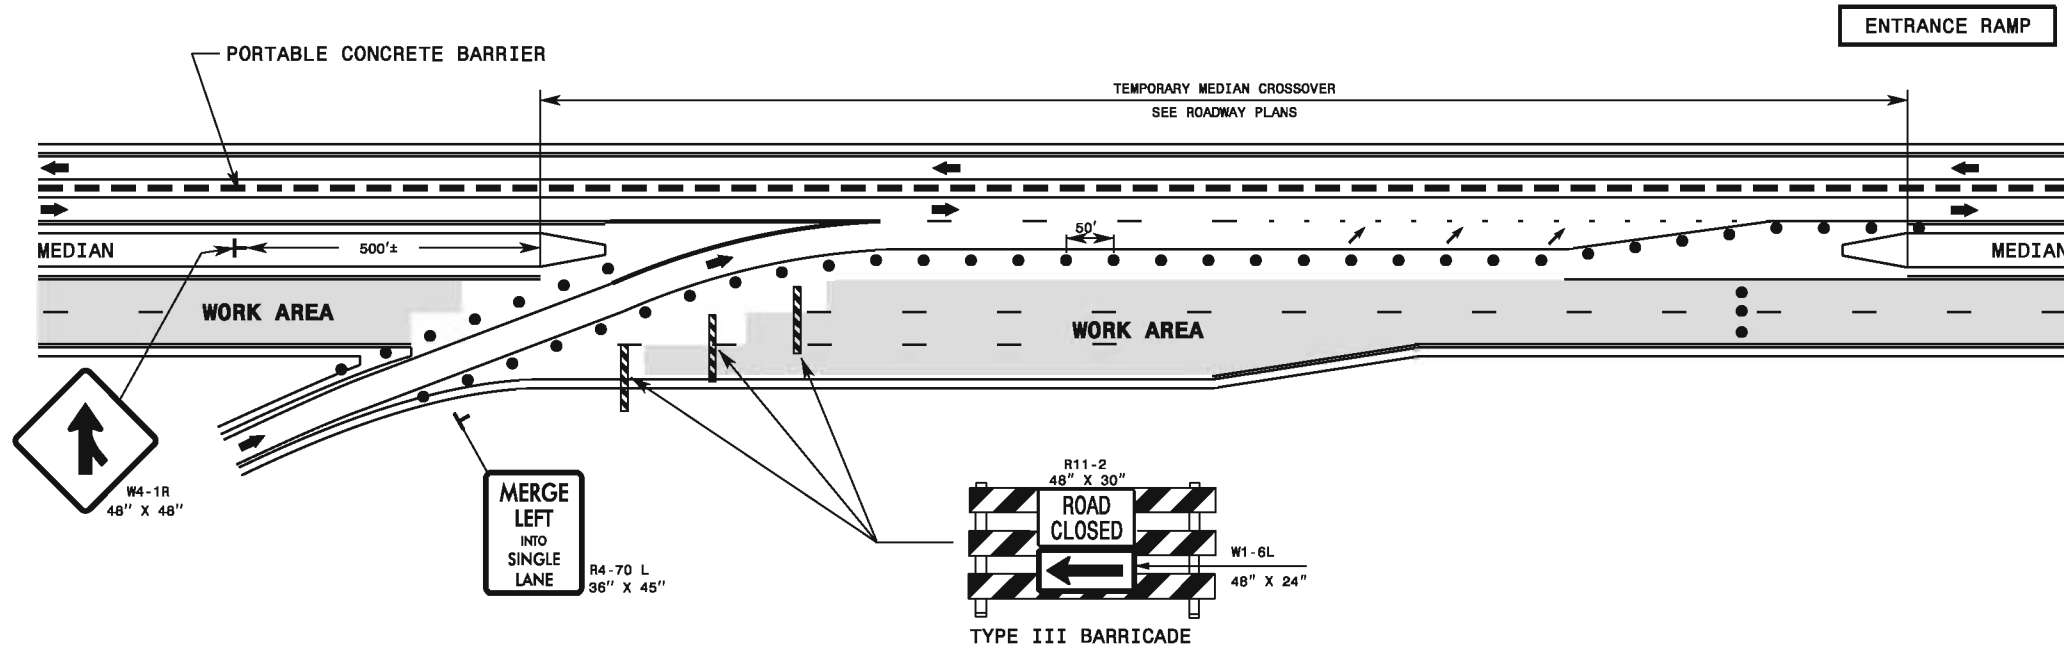 ENTRANCE RAMP
PORTABLE CONCRETE BARRIER
TEMPORARY MEDIAN CROSSOVER
SEE ROADWAY PLANS
50'
MEDIAN
500'±
MEDIAN
WORK AREA
WORK AREA
W4-1R
48" X 48"
MERGE
LEFT
INTO
SINGLE
LANE
R4-70 L
36" X 45"
R11-2
48" X 30"
ROAD
CLOSED
W1-6L
48" X 24"
TYPE III BARRICADE